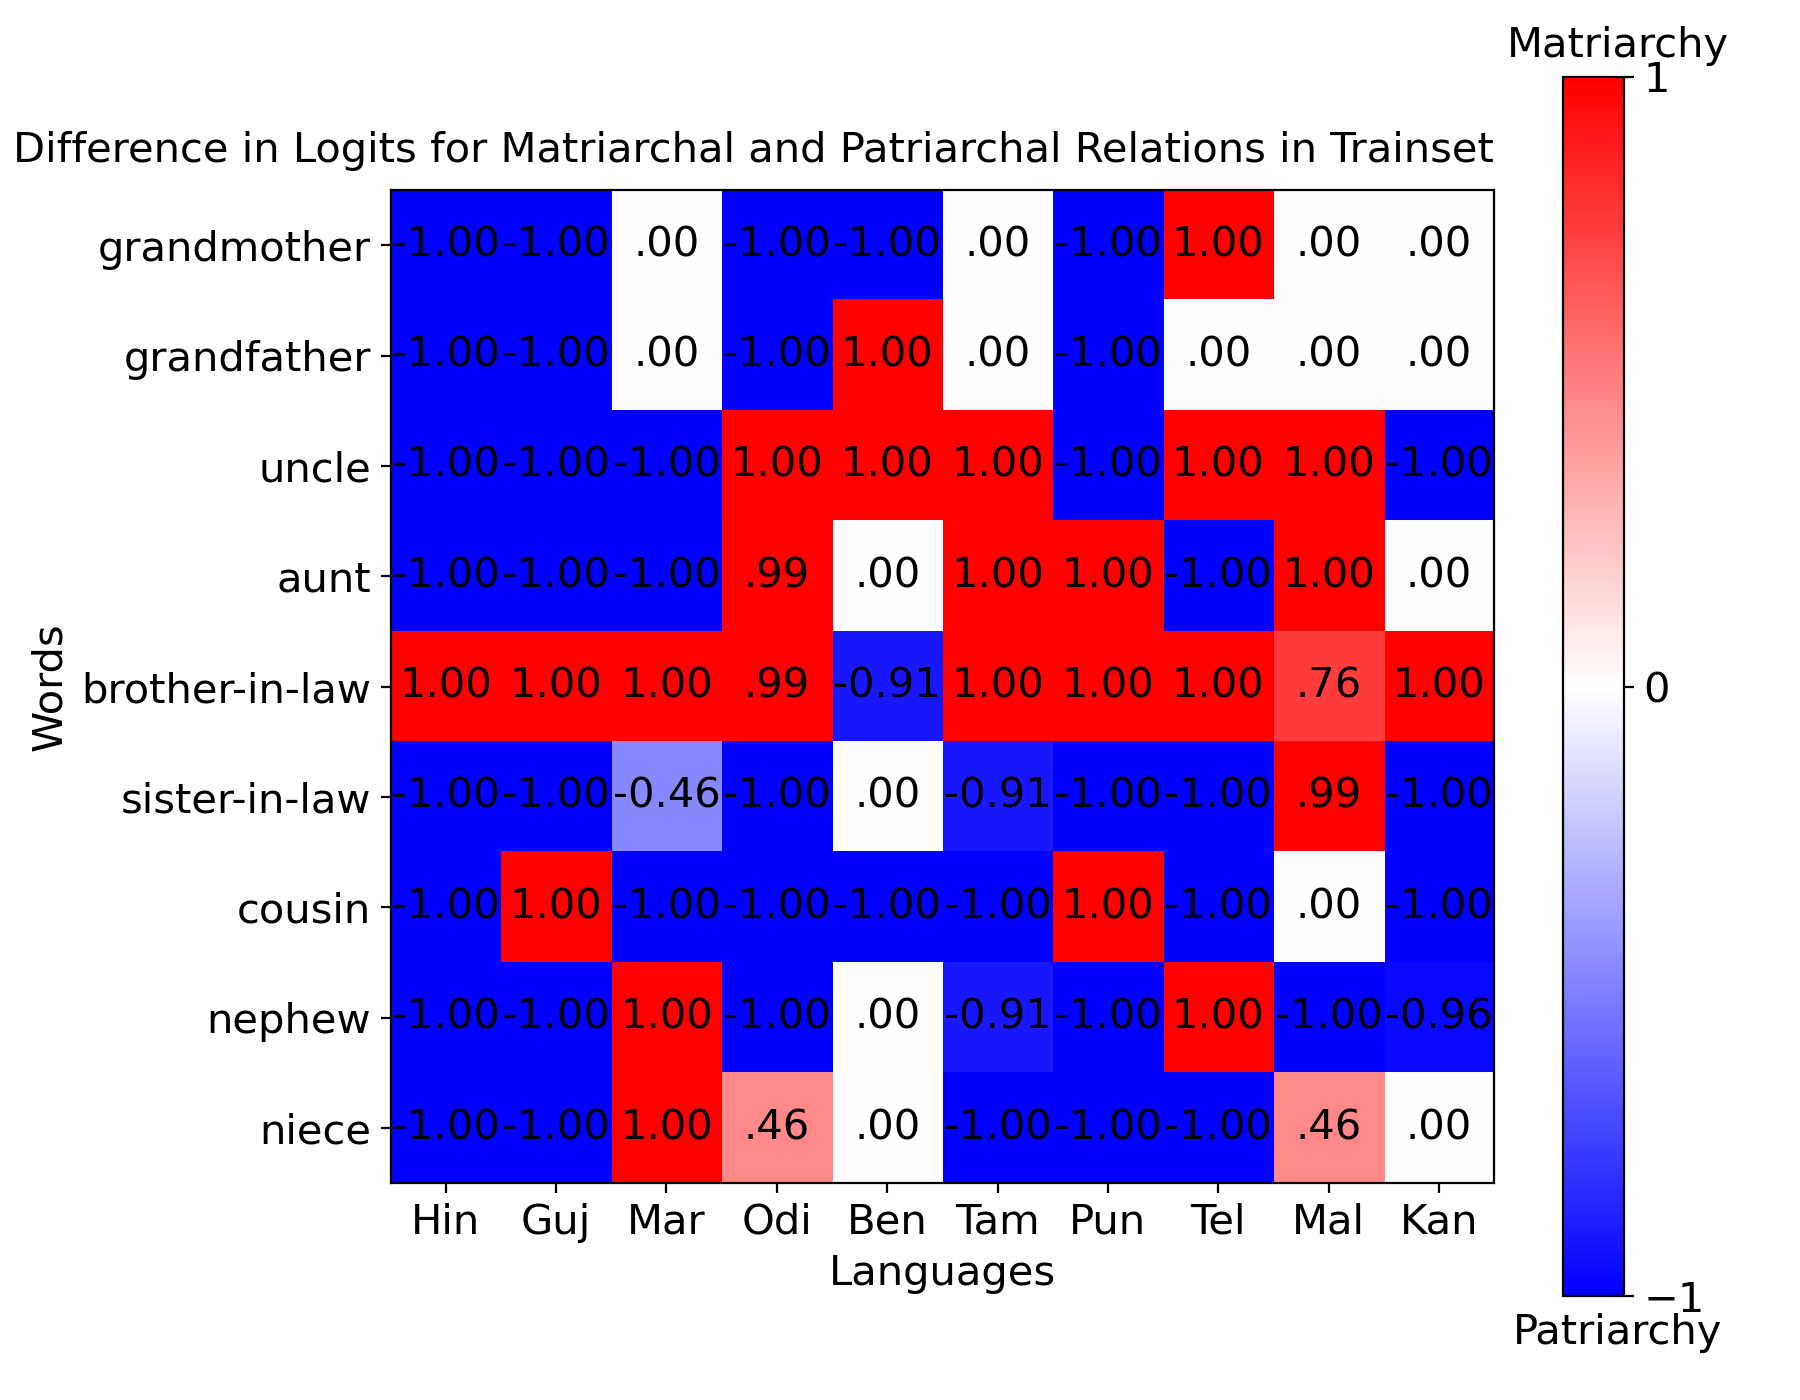 Matriarchy
1
Difference in Logits for Matriarchal and Patriarchal Relations in Trainset
grandmother -1.00 -1.00 .00 -1.00 -1.00 .00 -1.00 1.00 .00 .00
grandfather -1.00 -1.00 .00 -1.00 1.00 .00 -1.00 .00 .00 .00
uncle -1.00 -1.00 -1.00 1.00 1.00 1.00 -1.00 1.00 1.00 -1.00
aunt -1.00 -1.00 -1.00 .99 .00 1.00 1.00 -1.00 1.00 .00
Words
brother-in-law 1.00 1.00 1.00 .99 -0.91 1.00 1.00 1.00 .76 1.00
0
sister-in-law -1.00 -1.00 -0.46 -1.00 .00 -0.91 -1.00 -1.00 .99 -1.00
cousin -1.00 1.00 -1.00 -1.00 -1.00 -1.00 1.00 -1.00 .00 -1.00
nephew -1.00 -1.00 1.00 -1.00 .00 -0.91 -1.00 1.00 -1.00 -0.96
niece -1.00 -1.00 1.00 .46 .00 -1.00 -1.00 -1.00 .46 .00
Hin Guj Mar Odi Ben Tam Pun Tel Mal Kan
Languages
−1
Patriarchy